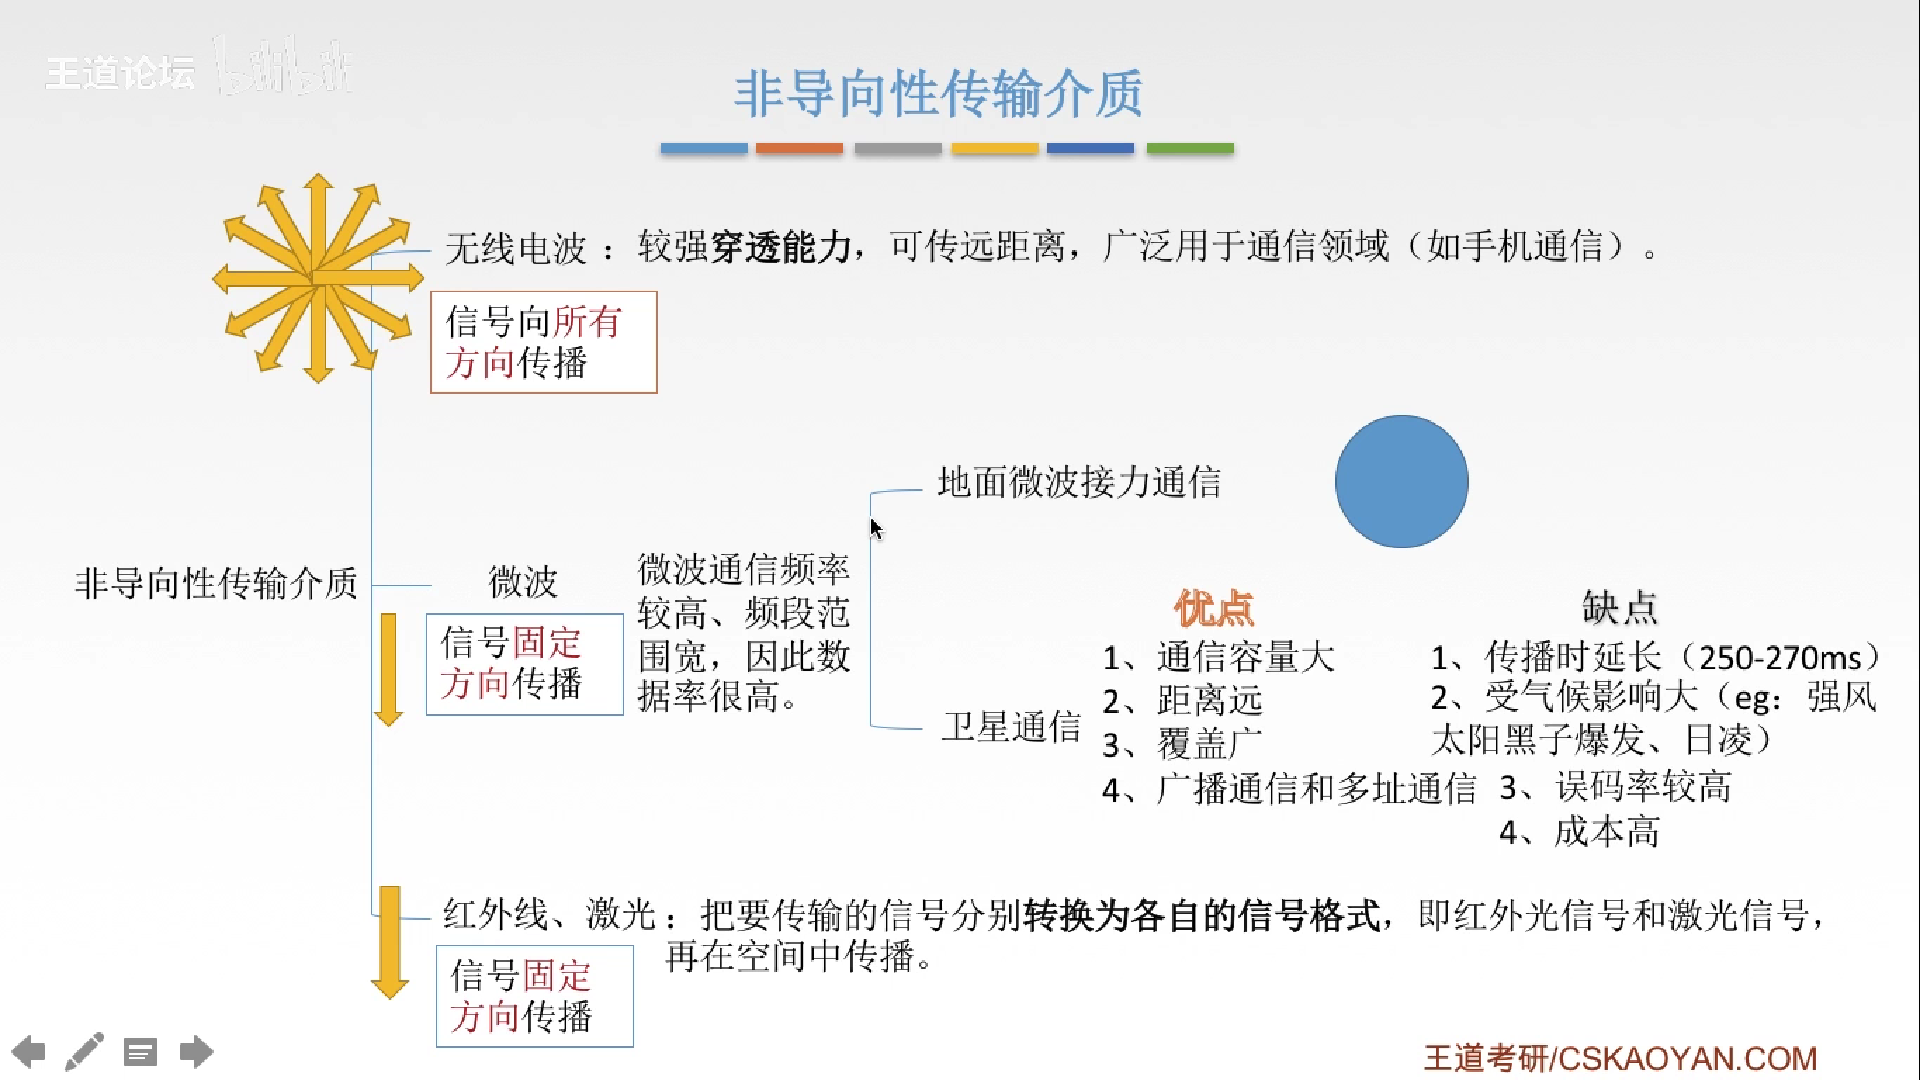 王道论坛 bilibili
非导向性传输介质
无线电波：较强穿透能力，可传远距离，广泛用于通信领域（如手机通信）。
信号向所有
方向传播
非导向性传输介质
微波
信号固定
方向传播
微波通信频率
较高、频段范
围宽，因此数
据率很高。
地面微波接力通信
卫星通信
优点
1、通信容量大
2、距离远
3、覆盖广
4、广播通信和多址通信
缺点
1、传播时延长（250-270ms）
2、受气候影响大（eg：强风
太阳黑子爆发、日凌）
3、误码率较高
4、成本高
红外线、激光：把要传输的信号分别转换为各自的信号格式，即红外光信号和激光信号，
再在空间中传播。
信号固定
方向传播
王道考研/CSKAOYAN.COM